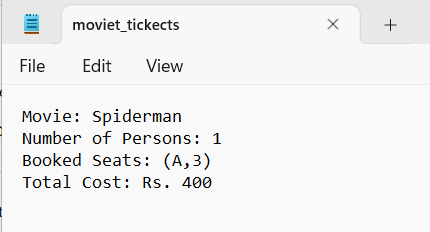 moviet_tickects
File Edit View
Movie: Spiderman
Number of Persons: 1
Booked Seats: (A,3)
Total Cost: Rs. 400